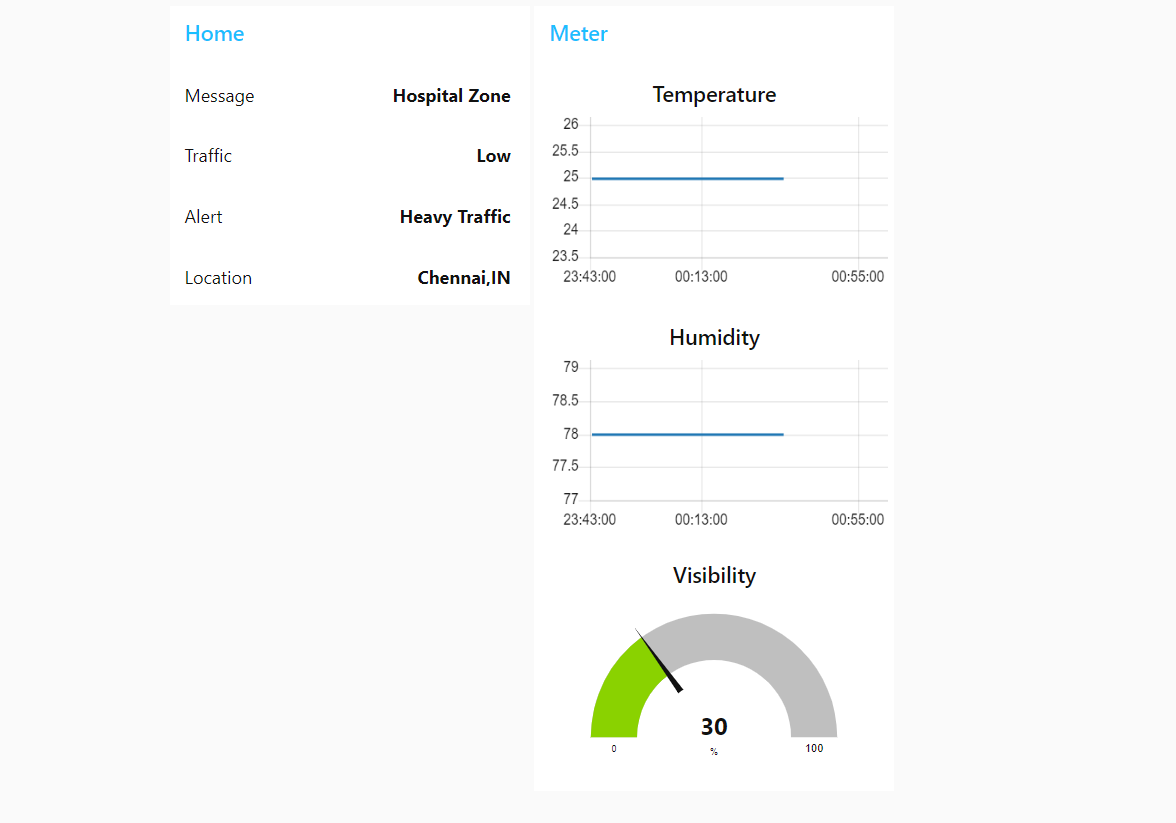 Home
Message Hospital Zone
Traffic Low
Alert Heavy Traffic
Location Chennai,IN
Meter
Temperature
26
25.5
25
24.5
24
23.5
23:43:00 00:13:00 00:55:00
Humidity
79
78.5
78
77.5
77
23:43:00 00:13:00 00:55:00
Visibility
30
0 % 100